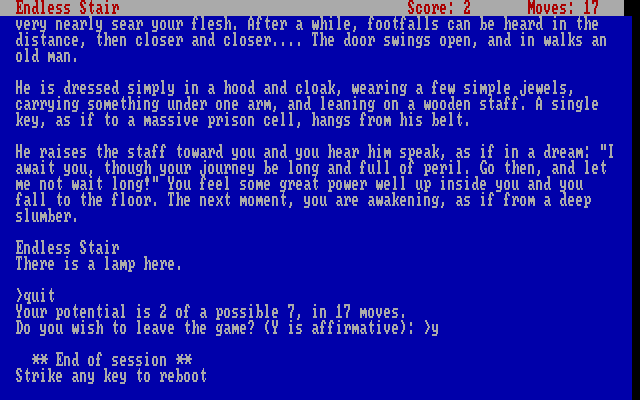 Endless Stair Score: 2 Moves: 17
very nearly sear your flesh. After a while, footfalls can be heard in the
distance, then closer and closer.... The door swings open, and in walks an
old man.
He is dressed simply in a hood and cloak, wearing a few simple jewels,
carrying something under one arm, and leaning on a wooden staff. A single
key, as if to a massive prison cell, hangs from his belt.
He raises the staff toward you and you hear him speak, as if in a dream: "I
await you, though your journey be long and full of peril. Go then, and let
me not wait long!" You feel some great power well up inside you and you
fall to the floor. The next moment, you are awakening, as if from a deep
slumber.
Endless Stair
There is a lamp here.
>quit
Your potential is 2 of a possible 7, in 17 moves.
Do you wish to leave the game? (Y is affirmative): >y
** End of session **
Strike any key to reboot